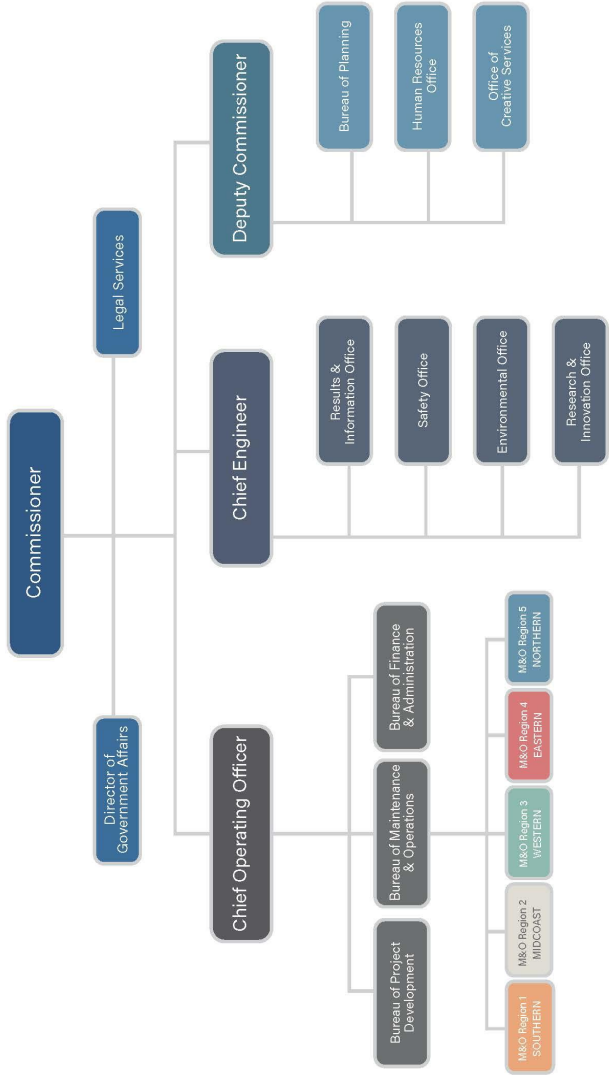 Commissioner
Director of
Government Affairs
Legal Services
Chief Operating Officer
Chief Engineer
Deputy Commissioner
Bureau of Project
Development
Bureau of Maintenance
& Operations
Bureau of Finance
& Administration
M&O Region 1
SOUTHERN
M&O Region 2
MIDCOAST
M&O Region 3
WESTERN
M&O Region 4
EASTERN
M&O Region 5
NORTHERN
Results &
Information Office
Safety Office
Environmental Office
Research &
Innovation Office
Bureau of Planning
Human Resources
Office
Office of
Creative Services